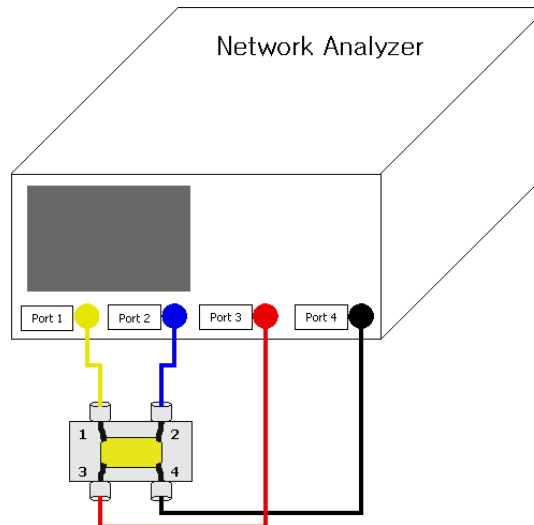 Network Analyzer
Port 1
Port 2
Port 3
Port 4
1
2
3
4